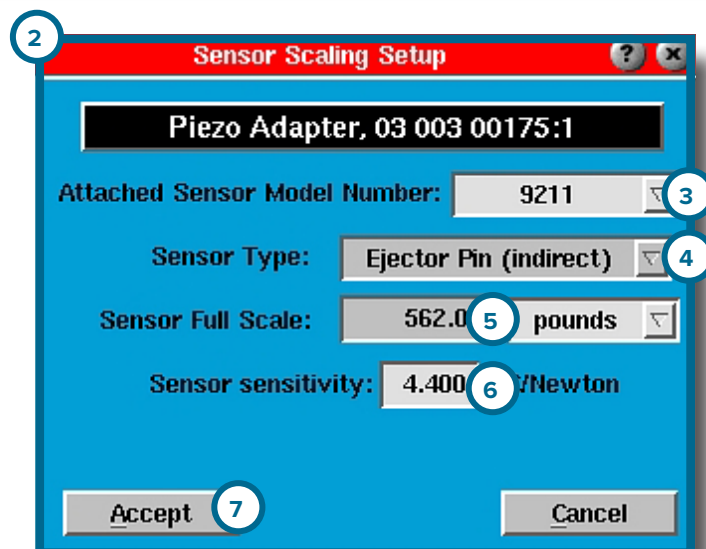 2
Sensor Scaling Setup ? x
Piezo Adapter, 03 003 00175:1
Attached Sensor Model Number: 9211 3
Sensor Type: Ejector Pin (indirect) 4
Sensor Full Scale: 562.0 5 pounds
Sensor sensitivity: 4.400 6 /Newton
Accept 7 Cancel